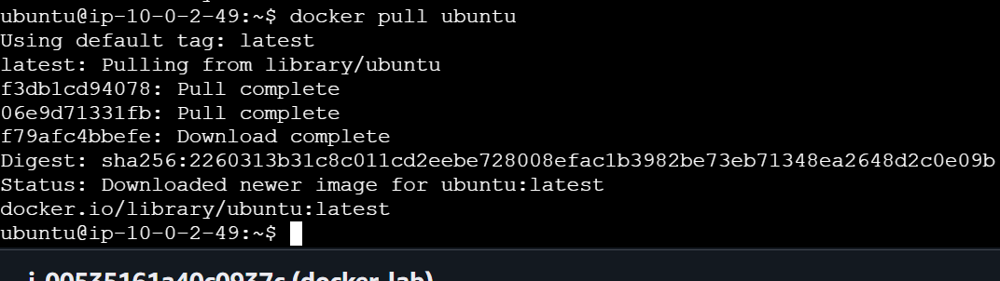 ubuntu@ip-10-0-2-49:~$ docker pull ubuntu
Using default tag: latest
latest: Pulling from library/ubuntu
f3db1cd94078: Pull complete
06e9d71331fb: Pull complete
f79afc4bbefe: Download complete
Digest: sha256:2260313b31c8c011cd2eebe728008efac1b3982be73eb71348ea2648d2c0e09b
Status: Downloaded newer image for ubuntu:latest
docker.io/library/ubuntu:latest
ubuntu@ip-10-0-2-49:~$
i-00535161a40c0937c (docker-lab)